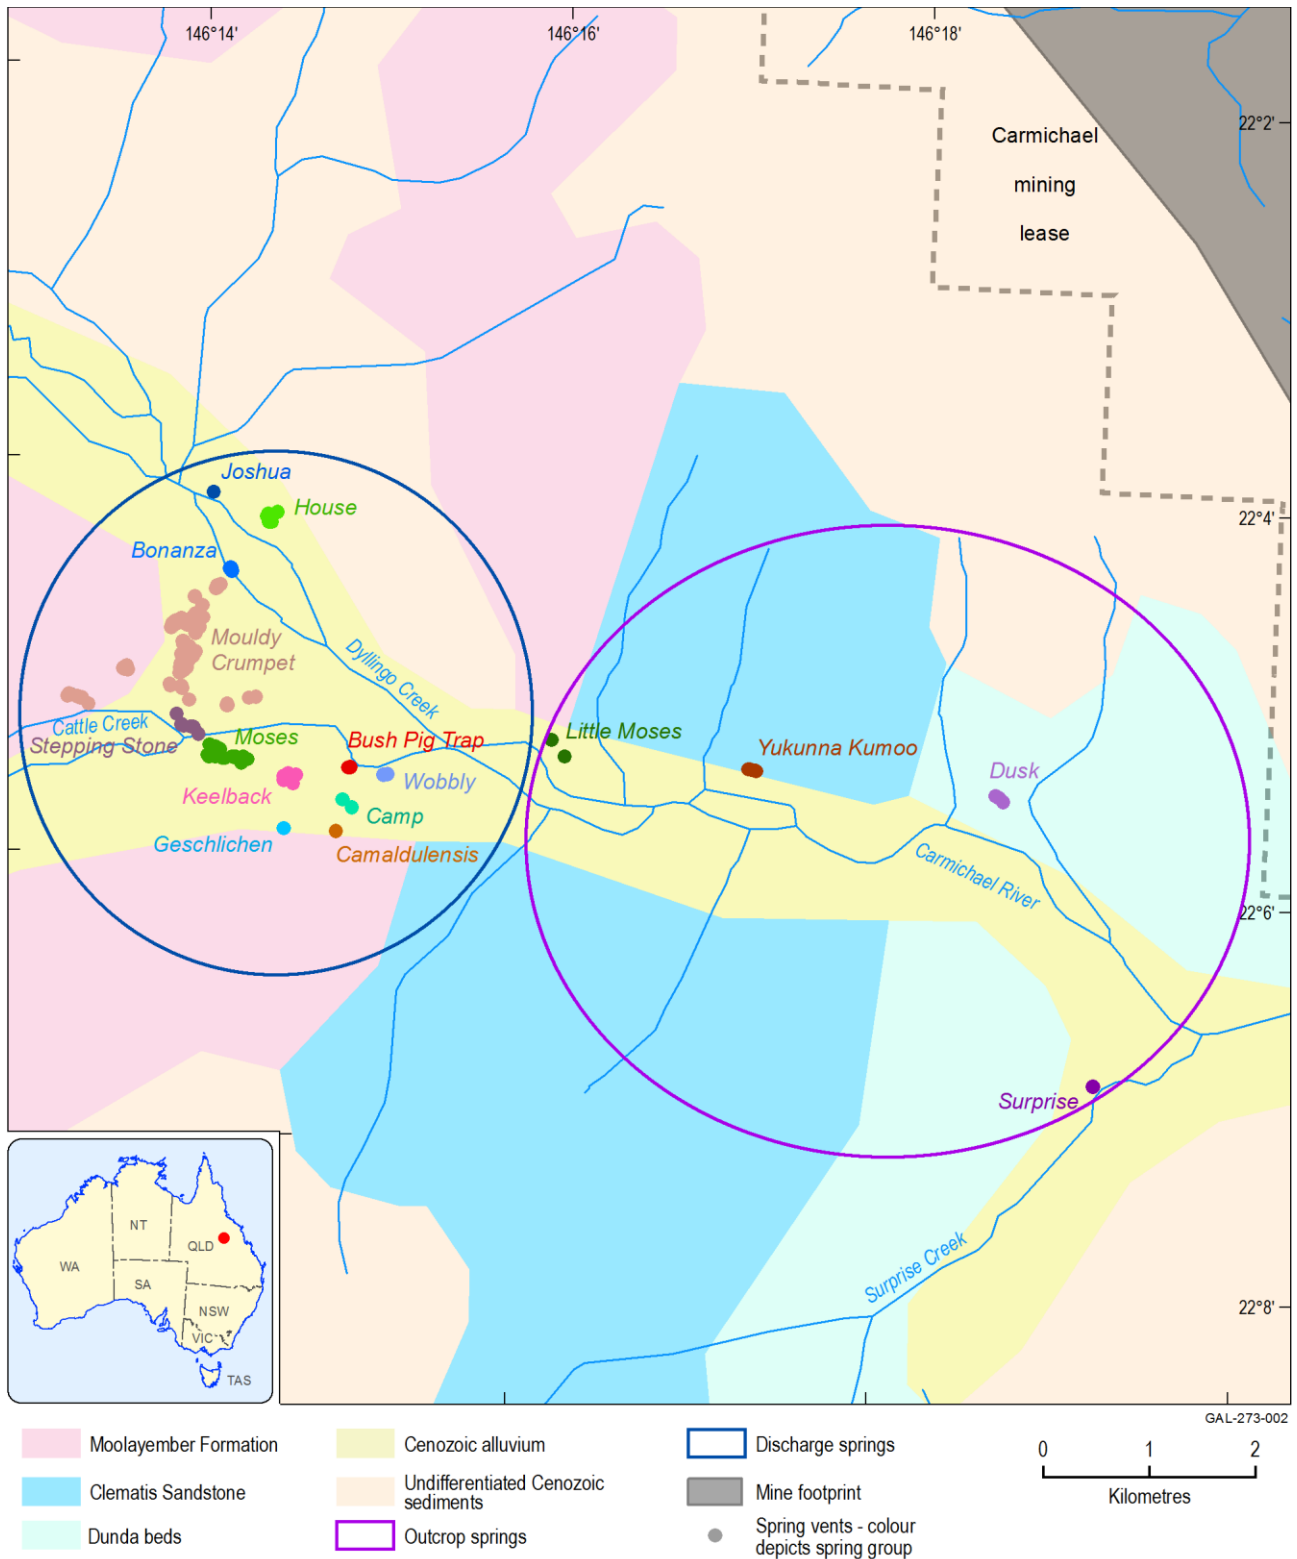 146°14'
146°16'
146°18'
22°2'
Carmichael
mining
lease
Joshua
House
22°4'
Bonanza
Mouldy
Crumpet
Dyllingo Creek
Cattle Creek
Stepping Stone
Moses
Bush Pig Trap
Little Moses
Yukunna Kumoo
Dusk
Keelback
Wobbly
Camp
Geschlichen
Camaldulensis
Carmichael River
22°6'
Surprise
Surprise Creek
22°8'
NT
QLD
WA
SA
NSW
VIC
TAS
GAL-273-002
Moolayember Formation
Clematis Sandstone
Dunda beds
Cenozoic alluvium
Undifferentiated Cenozoic
sediments
Outcrop springs
Discharge springs
Mine footprint
Spring vents - colour
depicts spring group
0 1 2
Kilometres